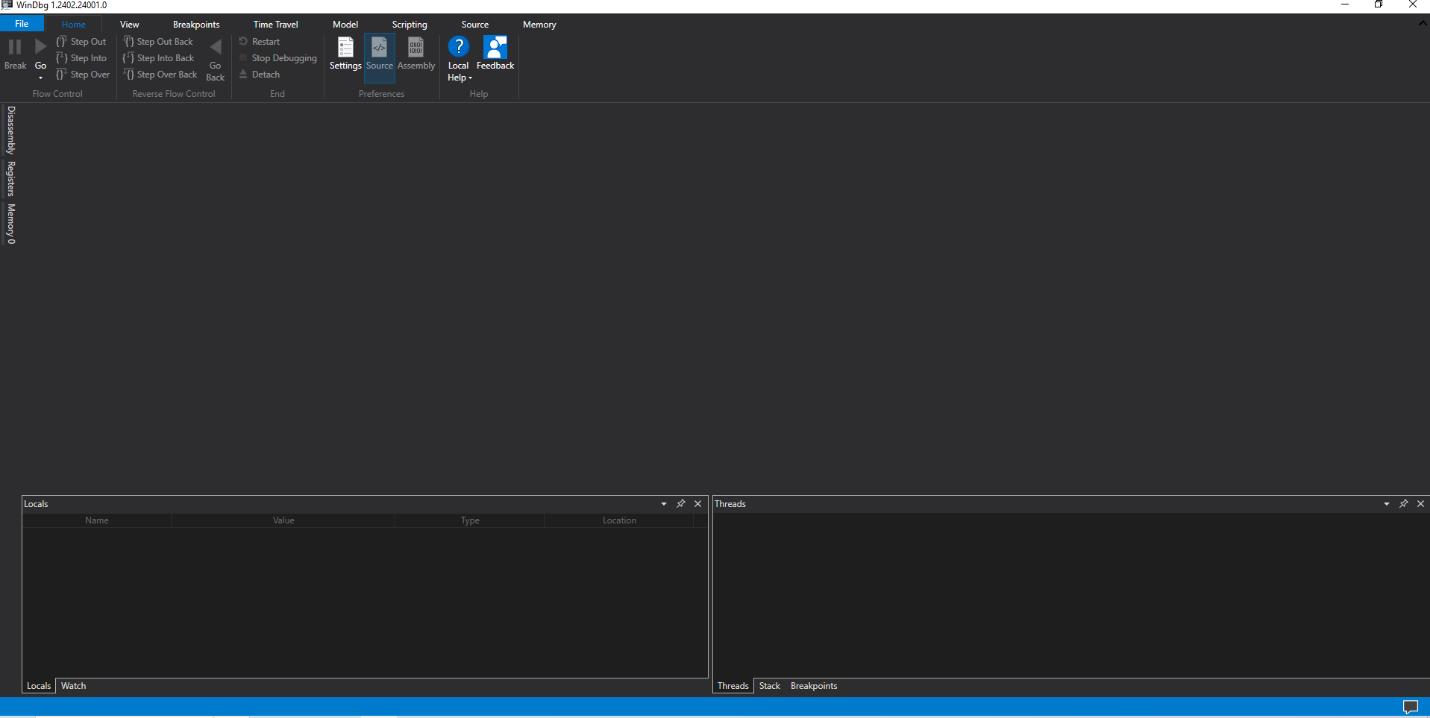 WinDbg 1.2402.24001.0
File Home View Breakpoints Time Travel Model Scripting Source Memory
Break
Go
Step Out
Step Into
Step Over
Flow Control
Step Out Back
Step Into Back
Step Over Back
Go
Back
Reverse Flow Control
Restart
Stop Debugging
Detach
End
Settings
Source
Assembly
Preferences
Local
Help
Feedback
Help
Disassembly
Registers
Memory 0
Locals
Name Value Type Location
Locals Watch
Threads
Threads Stack Breakpoints